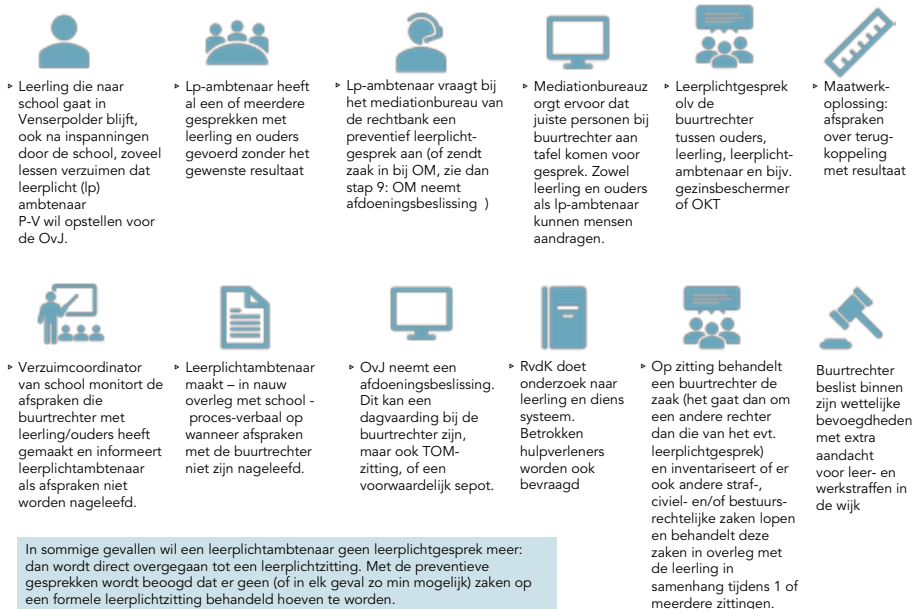 ▹ Leerling die naar
school gaat in
Venserpolder blijft,
ook na inspanningen
door de school, zoveel
lessen verzuimen dat
leerplicht (lp)
ambtenaar
P-V wil opstellen voor
de OvJ.
▹ Lp-ambtenaar heeft
al een of meerdere
gesprekken met
leerling en ouders
gevoerd zonder het
gewenste resultaat
▹ Lp-ambtenaar vraagt bij
het mediationbureau van
de rechtbank een
preventief leerplicht-
gesprek aan (of zendt
zaak in bij OM, zie dan
stap 9: OM neemt
afdoeningsbeslissing )
▹ Mediationbureauz
orgt ervoor dat
juiste personen bij
buurtrechter aan
tafel komen voor
gesprek. Zowel
leerling en ouders
als lp-ambtenaar
kunnen mensen
aandragen.
▹ Leerplichtgesprek
olv de
buurtrechter
tussen ouders,
leerling, leerplicht-
ambtenaar en bijv.
gezinsbeschermer
of OKT
▹ Maatwerk-
oplossing:
afspraken
over terug-
koppeling
met resultaat
▹ Verzuimcoordinator
van school monitort de
afspraken die
buurtrechter met
leerling/ouders heeft
gemaakt en informeert
leerplichtambtenaar
als afspraken niet
worden nageleefd.
▹ Leerplichtambtenaar
maakt – in nauw
overleg met school -
proces-verbaal op
wanneer afspraken
met de buurtrechter
niet zijn nageleefd.
▹ OvJ neemt een
afdoeningsbeslissing.
Dit kan een
dagvaarding bij de
buurtrechter zijn,
maar ook TOM-
zitting, of een
voorwaardelijk sepot.
▹ RvdK doet
onderzoek naar
leerling en diens
systeem.
Betrokken
hulpverleners
worden ook
bevraagd
▹ Op zitting behandelt
een buurtrechter de
zaak (het gaat dan om
een andere rechter
dan die van het evt.
leerplichtgesprek)
en inventariseert of er
ook andere straf-,
civiel- en/of bestuurs-
rechtelijke zaken lopen
en behandelt deze
zaken in overleg met
de leerling in
samenhang tijdens 1 of
meerdere zittingen.
Buurtrechter
beslist binnen
zijn wettelijke
bevoegdheden
met extra
aandacht
voor leer- en
werkstraffen in
de wijk
In sommige gevallen wil een leerplichtambtenaar geen leerplichtgesprek meer:
dan wordt direct overgegaan tot een leerplichtzitting. Met de preventieve
gesprekken wordt beoogd dat er geen (of in elk geval zo min mogelijk) zaken op
een formele leerplichtzitting behandeld hoeven te worden.